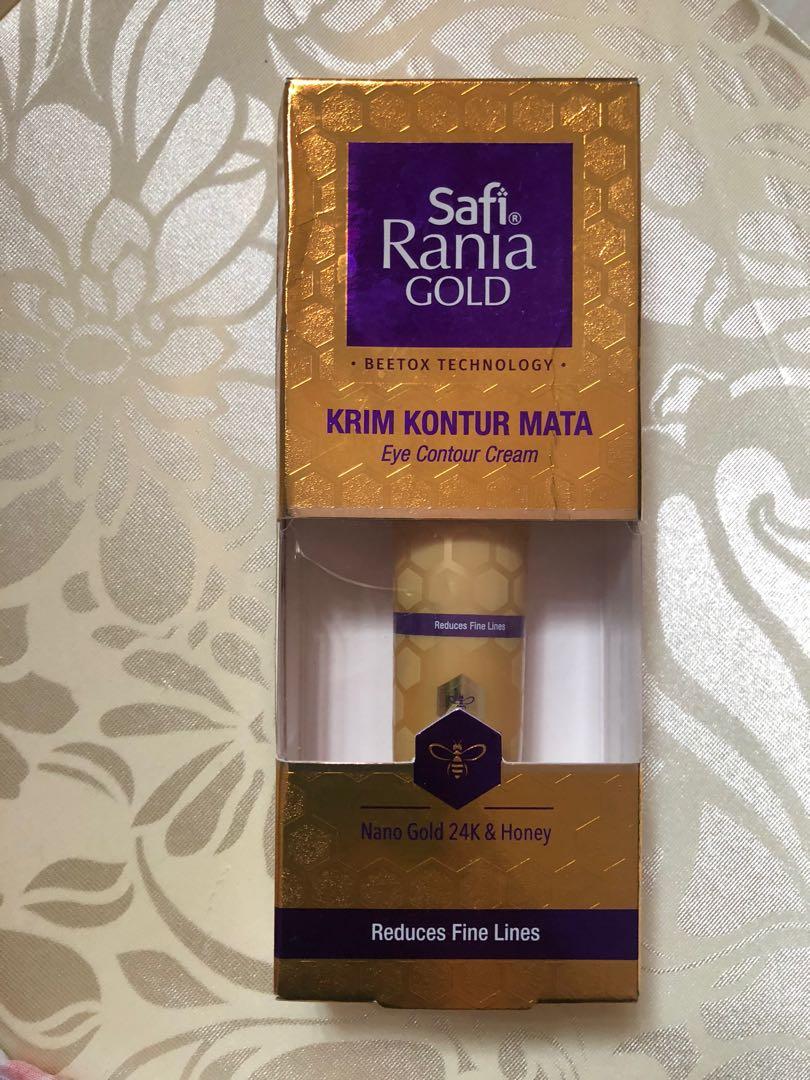 Safi®
Rania
GOLD
• BEETOX TECHNOLOGY •
KRIM KONTUR MATA
Eye Contour Cream
Reduces Fine Lines
Nano Gold 24K & Honey
Reduces Fine Lines